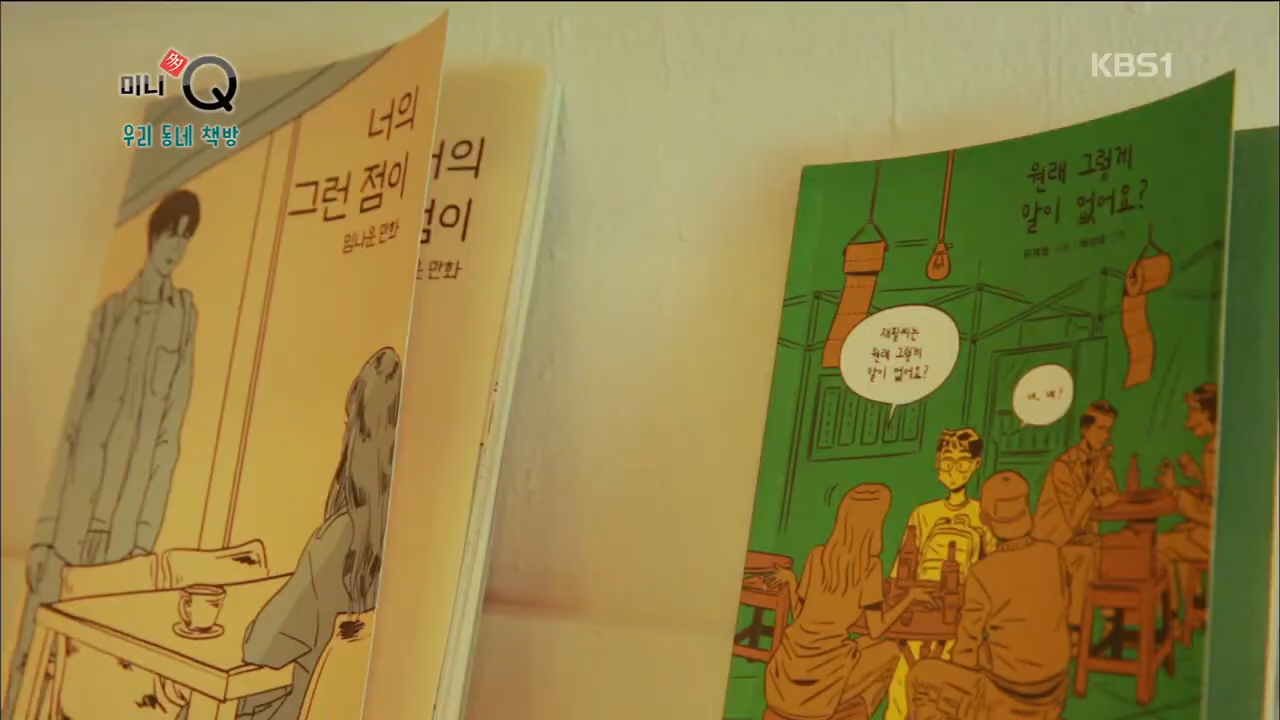 미니 多 Q
우리 동네 책방
KBS1
너의
그런 점이
임나운 만화
너의
점이
만화
원래 그렇게
말이 없어요?
재필씨는
원래 그렇게
말이 없어요?
네, 네?